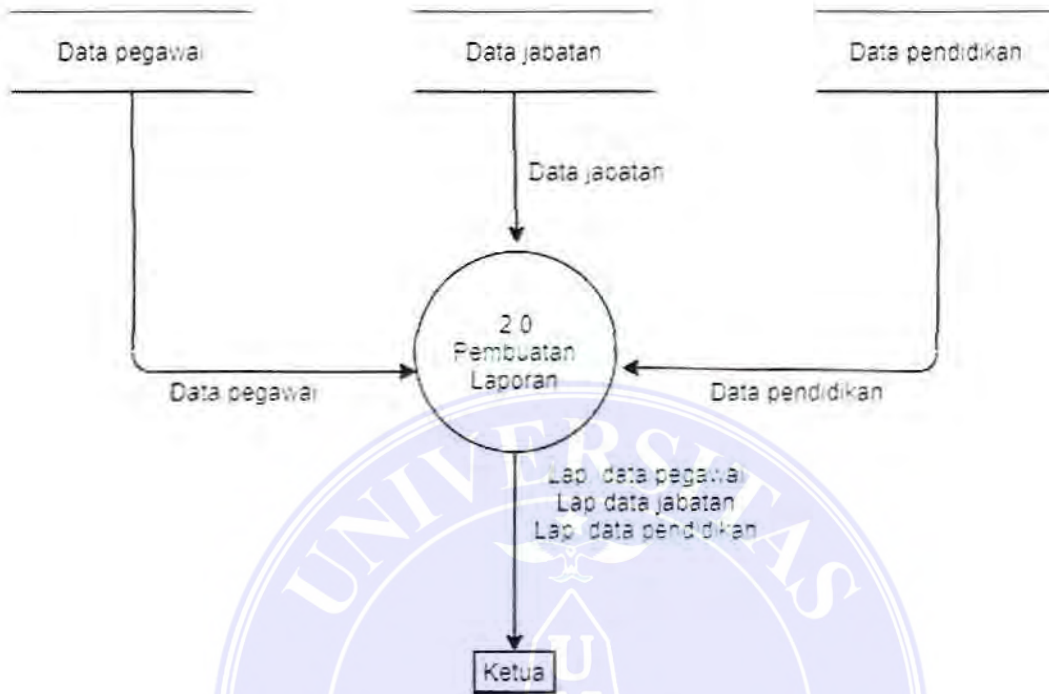 Data pegawai
Data jabatan
Data pendidikan
Data jabatan
2.0
Pembuatan
Laporan
Data pegawai
Data pendidikan
Lap. data pegawai
Lap data jabatan
Lap. data pendidikan
UNIVERSITAS
U
Ketua